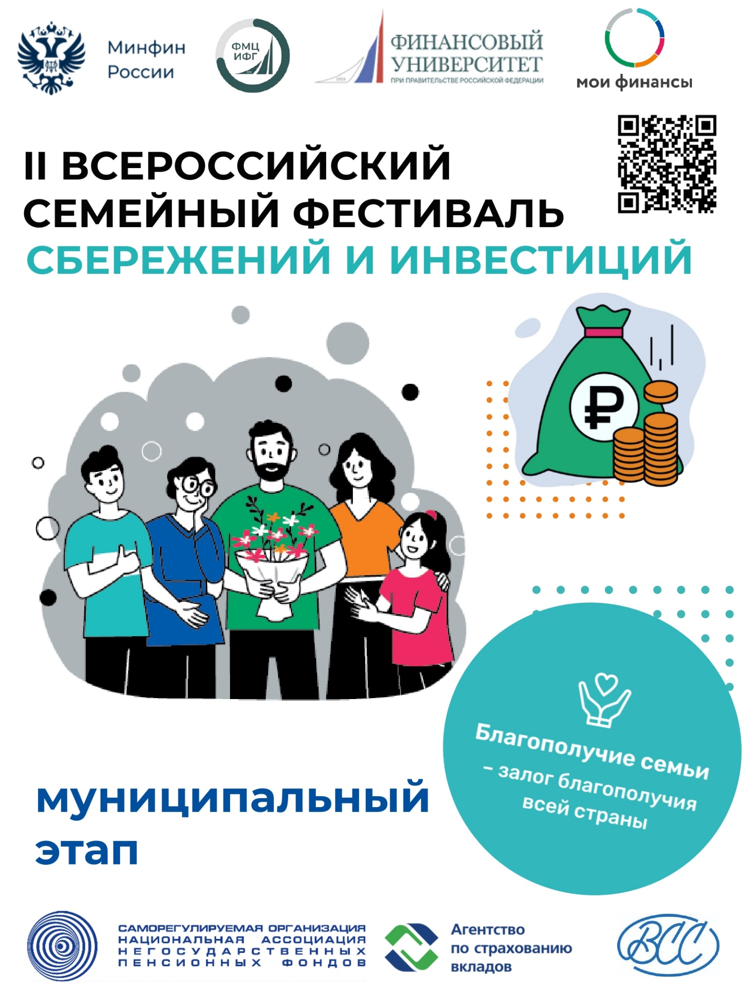 Минфин
России
ФМЦ
ИФГ
1919
1919
ФИНАНСОВЫЙ
УНИВЕРСИТЕТ
ПРИ ПРАВИТЕЛЬСТВЕ РОССИЙСКОЙ ФЕДЕРАЦИИ
мои финансы
II ВСЕРОССИЙСКИЙ
СЕМЕЙНЫЙ ФЕСТИВАЛЬ
СБЕРЕЖЕНИЙ И ИНВЕСТИЦИЙ
₽
Благополучие семьи
– залог благополучия
всей страны
муниципальный
этап
САМОРЕГУЛИРУЕМАЯ ОРГАНИЗАЦИЯ
НАЦИОНАЛЬНАЯ АССОЦИАЦИЯ
НЕГОСУДАРСТВЕННЫХ
ПЕНСИОННЫХ ФОНДОВ
Агентство
по страхованию
вкладов
ВСС